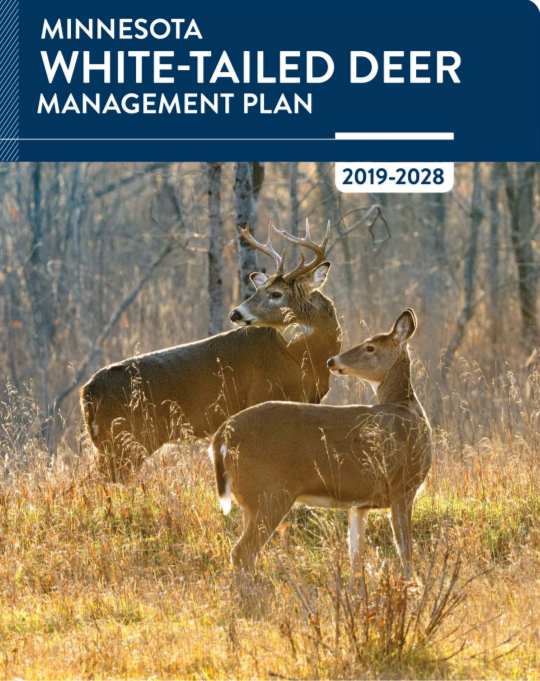 MINNESOTA
WHITE-TAILED DEER
MANAGEMENT PLAN
2019-2028